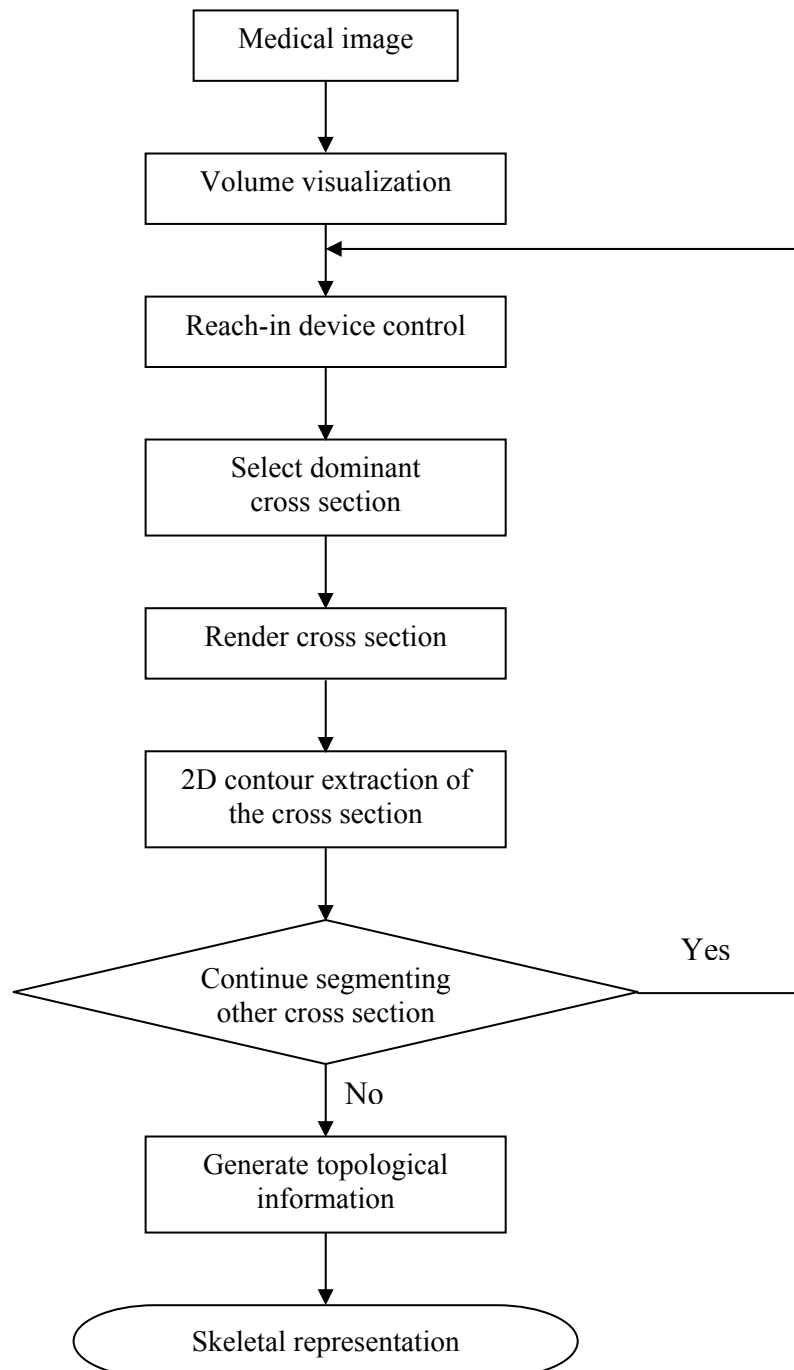 Medical image
Volume visualization
Reach-in device control
Select dominant
cross section
Render cross section
2D contour extraction of
the cross section
Continue segmenting
other cross section
Yes
No
Generate topological
information
Skeletal representation